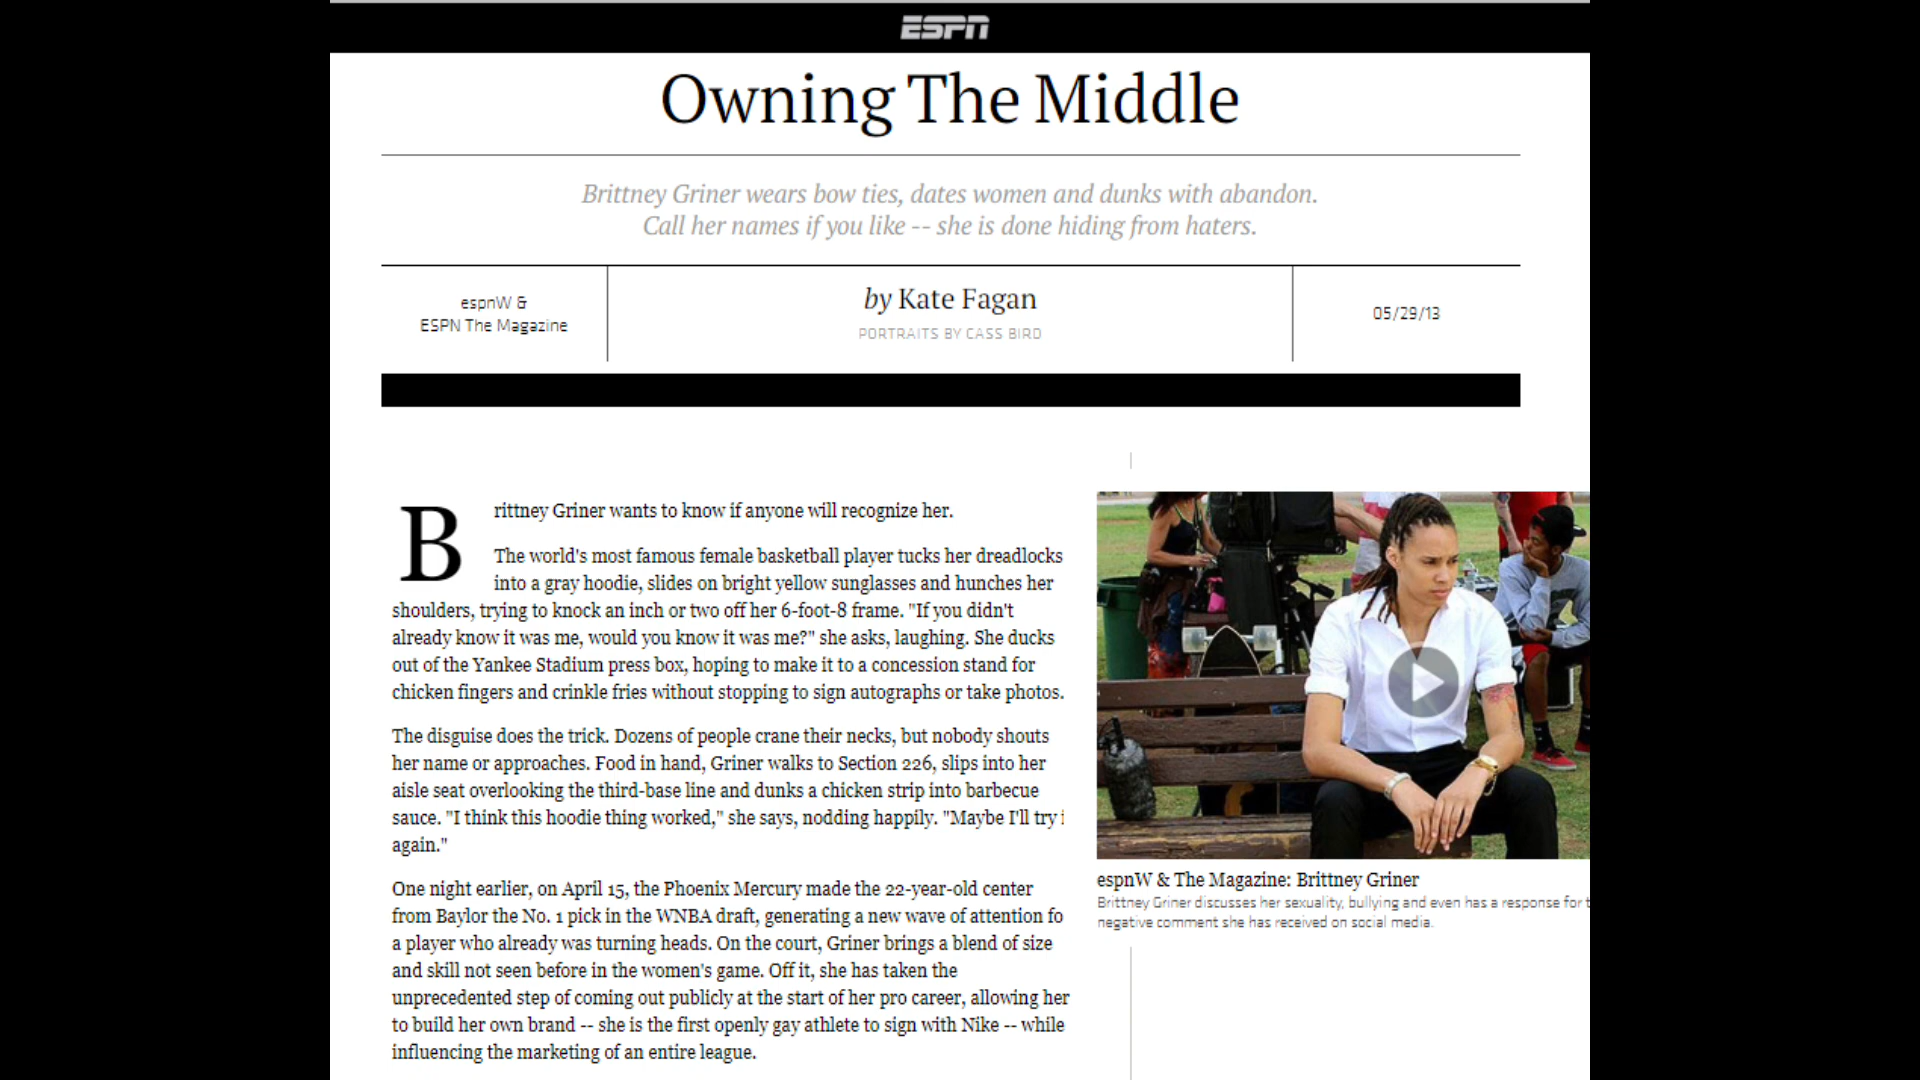 ESPN
Owning The Middle
Brittney Griner wears bow ties, dates women and dunks with abandon.
Call her names if you like -- she is done hiding from haters.
espnW &
ESPN The Magazine
by Kate Fagan
PORTRAITS BY CASS BIRD
05/29/13
Brittney Griner wants to know if anyone will recognize her.
The world's most famous female basketball player tucks her dreadlocks
into a gray hoodie, slides on bright yellow sunglasses and hunches her
shoulders, trying to knock an inch or two off her 6-foot-8 frame. "If you didn't
already know it was me, would you know it was me?" she asks, laughing. She ducks
out of the Yankee Stadium press box, hoping to make it to a concession stand for
chicken fingers and crinkle fries without stopping to sign autographs or take photos.
The disguise does the trick. Dozens of people crane their necks, but nobody shouts
her name or approaches. Food in hand, Griner walks to Section 226, slips into her
aisle seat overlooking the third-base line and dunks a chicken strip into barbecue
sauce. "I think this hoodie thing worked," she says, nodding happily. "Maybe I'll try i
again."
One night earlier, on April 15, the Phoenix Mercury made the 22-year-old center
from Baylor the No. 1 pick in the WNBA draft, generating a new wave of attention fo
a player who already was turning heads. On the court, Griner brings a blend of size
and skill not seen before in the women's game. Off it, she has taken the
unprecedented step of coming out publicly at the start of her pro career, allowing her
to build her own brand -- she is the first openly gay athlete to sign with Nike -- while
influencing the marketing of an entire league.
espnW & The Magazine: Brittney Griner
Brittney Griner discusses her sexuality, bullying and even has a response for t
negative comment she has received on social media.